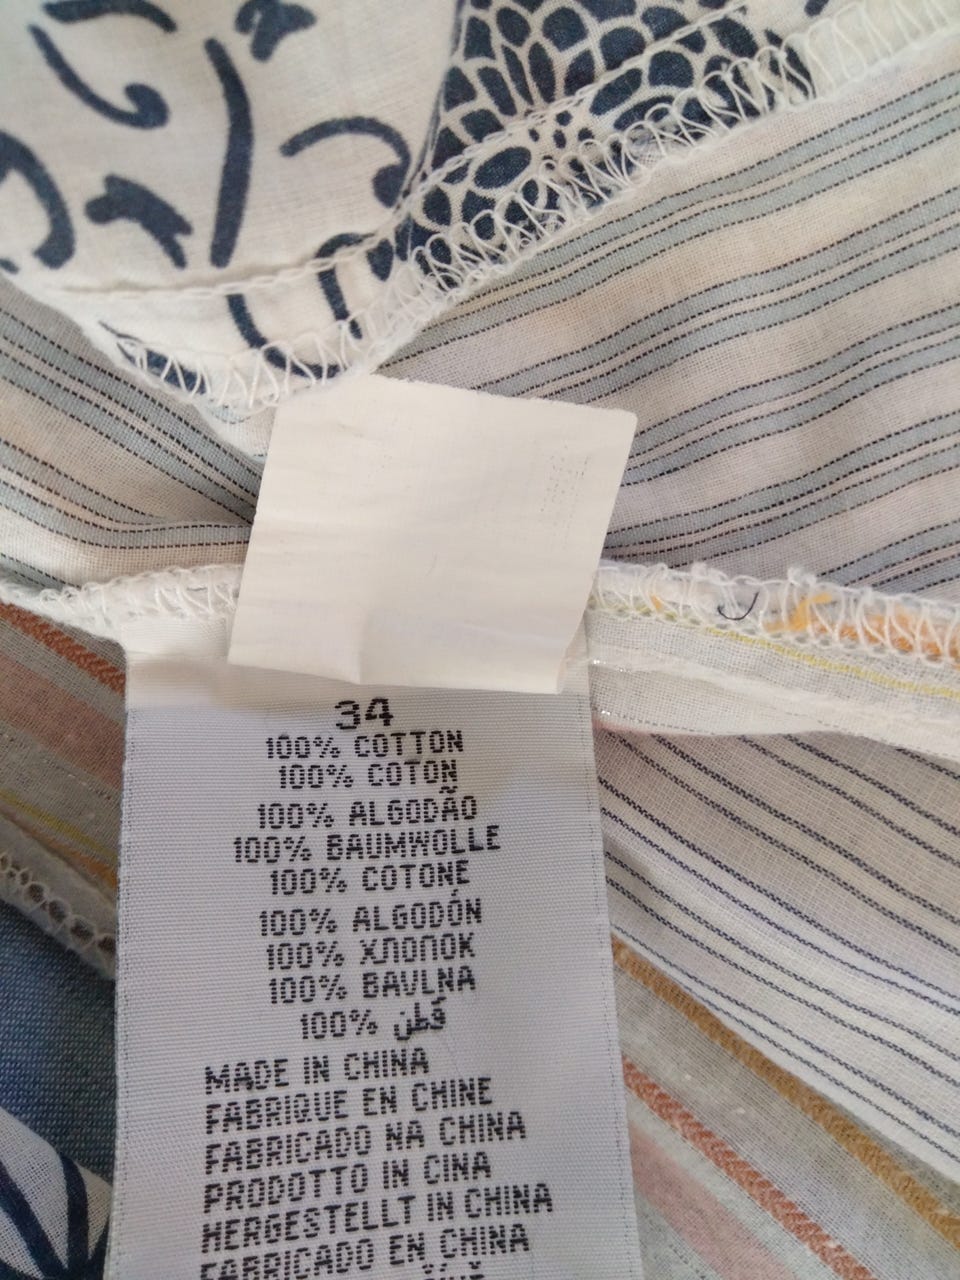 34
100% COTTON
100% COTON
100% ALGODÃO
100% BAUMWOLLE
100% COTONE
100% ALGODÓN
100% ХЛОПОК
100% BAVLNA
100% قطن
MADE IN CHINA
FABRIQUE EN CHINE
FABRICADO NA CHINA
PRODOTTO IN CINA
HERGESTELLT IN CHINA
FABRICADO EN CHINA